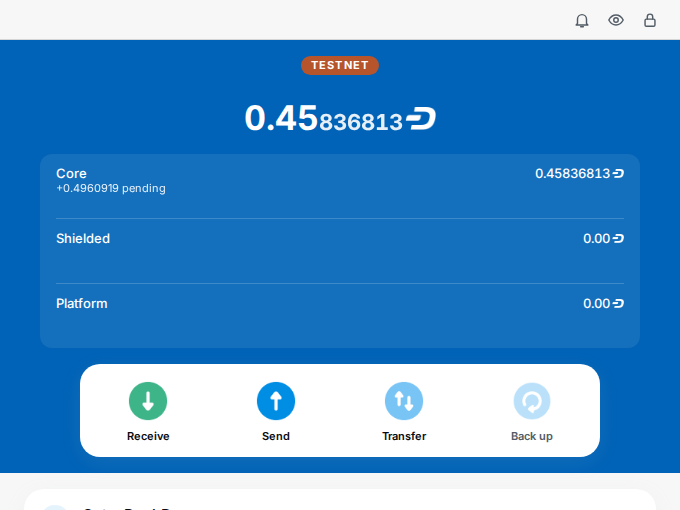 TESTNET
0.45836813
Core
0.45836813
+0.4960919 pending
Shielded
0.00
Platform
0.00
Receive
Send
Transfer
Back up